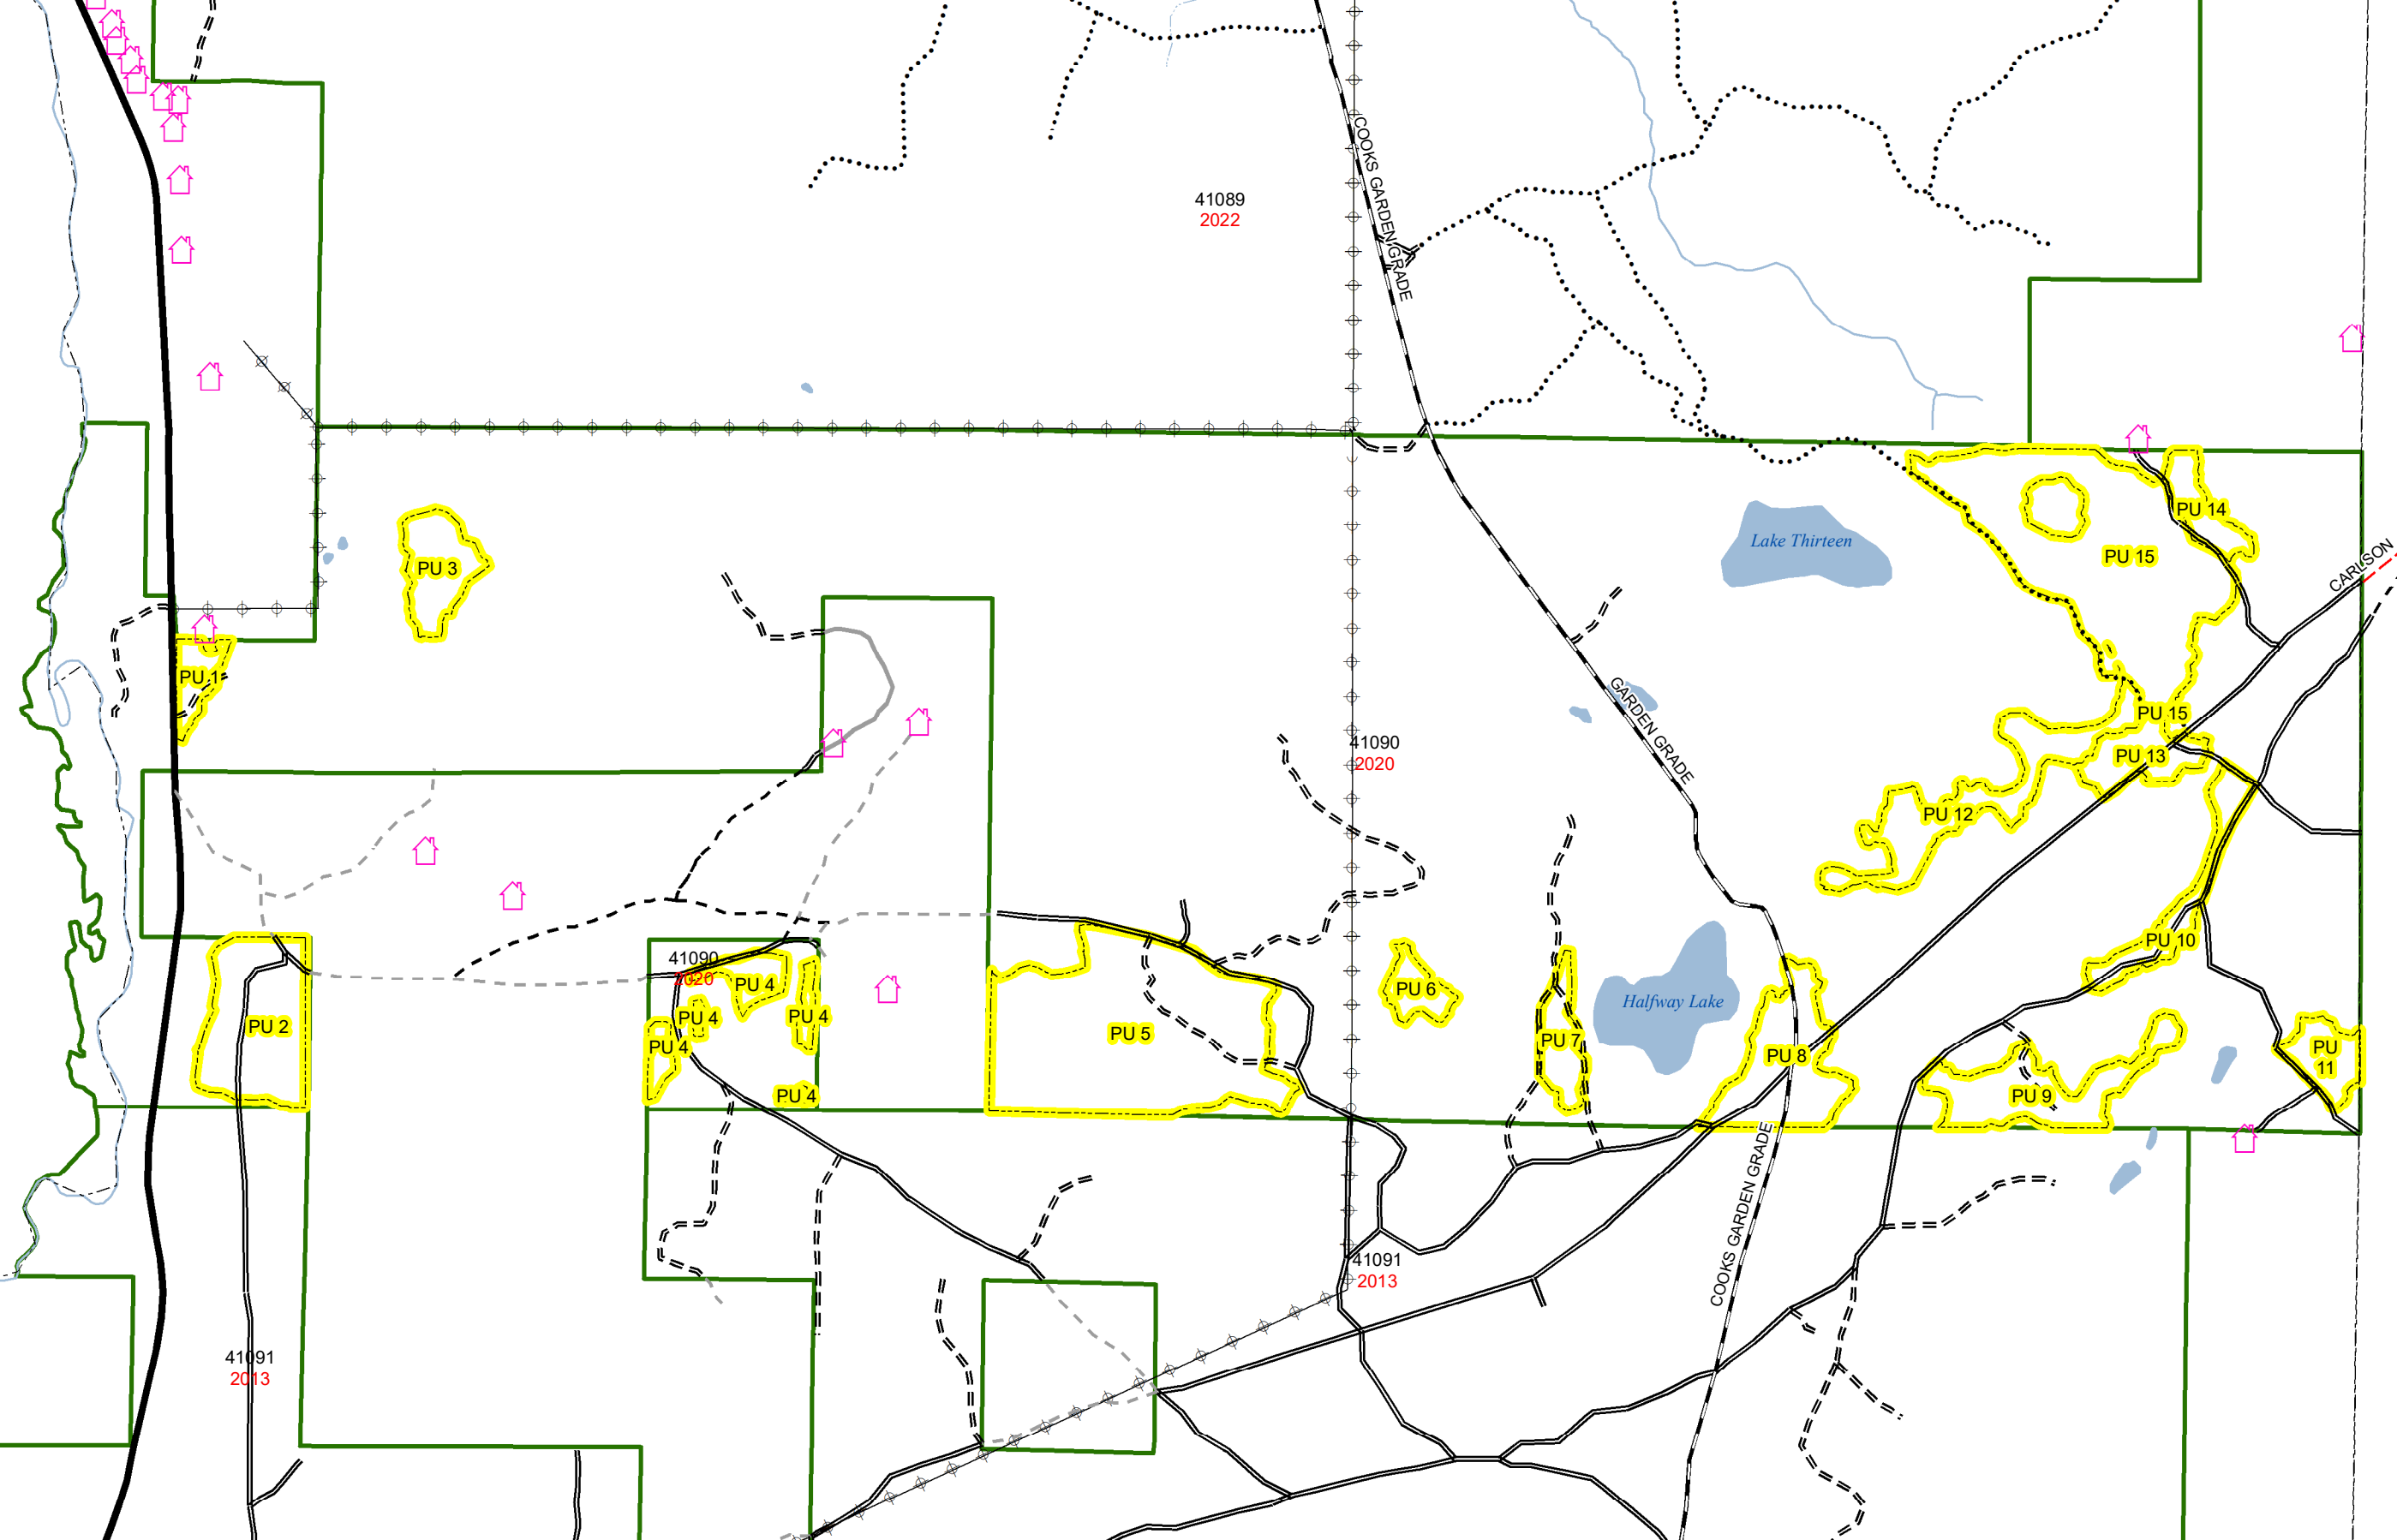 COOKS GARDEN GRADE
41089
2022
PU 14
Lake Thirteen
PU 15
CARLSON
PU 3
PU 1
GARDEN GRADE
PU 15
41090
2020
PU 13
PU 12
PU 10
41090
2020
PU 4
PU 6
Halfway Lake
PU 4
PU 4
PU 2
PU 5
PU 7
PU 4
PU 8
PU
11
PU 4
PU 9
COOKS GARDEN GRADE
41091
2013
41091
2013